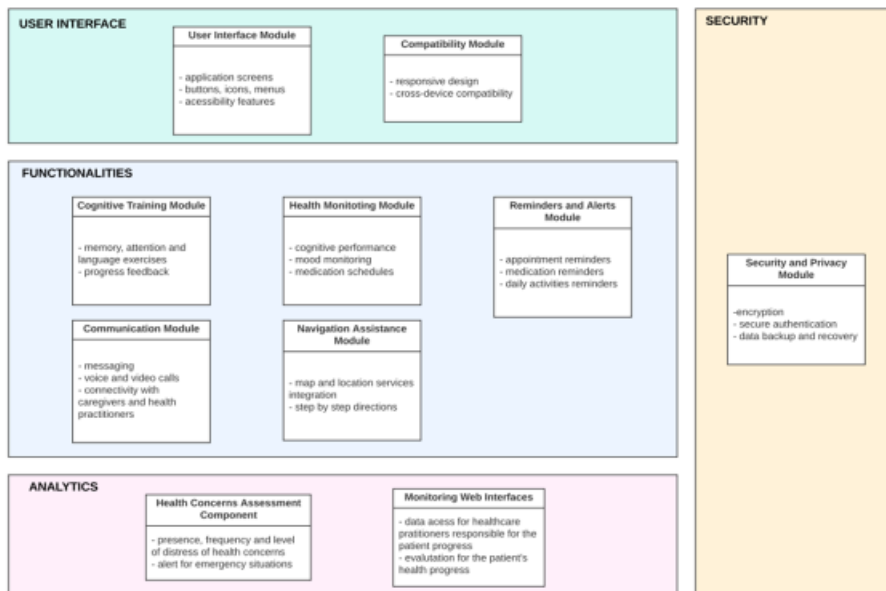 USER INTERFACE
User Interface Module
- application screens
- buttons, icons, menus
- acessibility features
Compatibility Module
- responsive design
- cross-device compatibility
FUNCTIONALITIES
Cognitive Training Module
- memory, attention and
language exercises
- progress feedback
Health Monitoting Module
- cognitive performance
- mood monitoring
- medication schedules
Reminders and Alerts
Module
- appointment reminders
- medication reminders
- daily activities reminders
Communication Module
- messaging
- voice and video calls
- connectivity with
caregivers and health
practitioners
Navigation Assistance
Module
- map and location services
integration
- step by step directions
ANALYTICS
Health Concerns Assessment
Component
- presence, frequency and level
of distress of health concerns
- alert for emergency situations
Monitoring Web Interfaces
- data acess for healthcare
pratitioners responsible for the
patient progress
- evalutation for the patient's
health progress
SECURITY
Security and Privacy
Module
-encryption
- secure authentication
- data backup and recovery